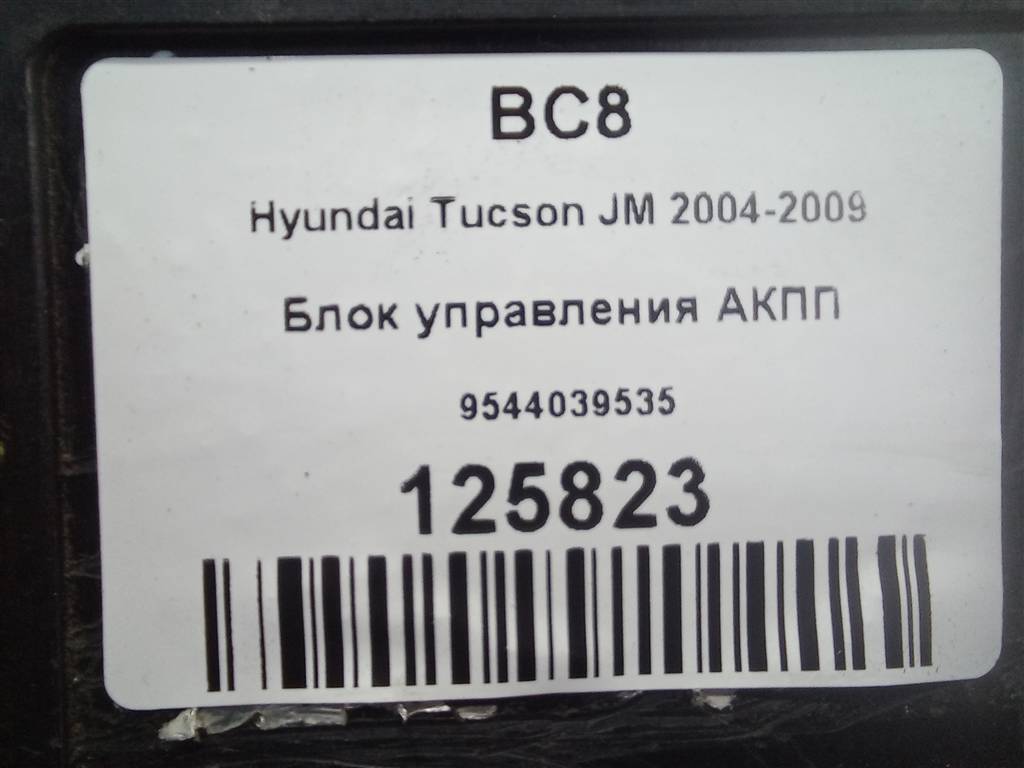 BC8
Hyundai Tucson JM 2004-2009
Блок управления АКПП
9544039535
125823